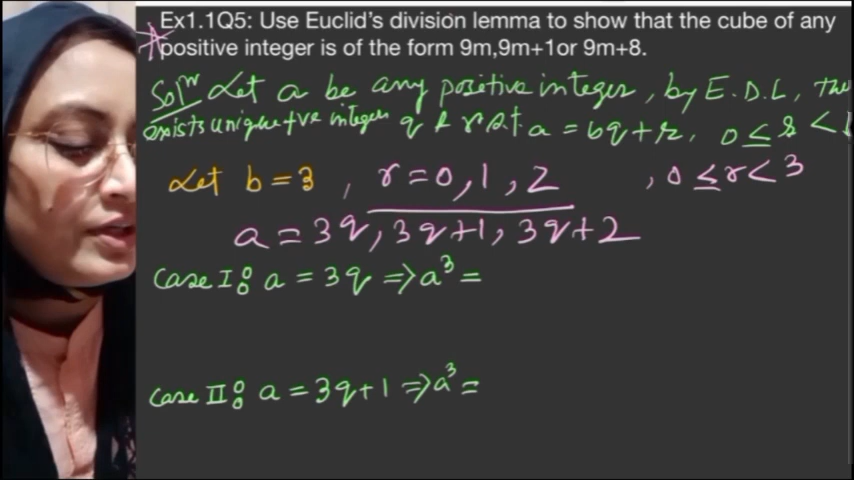 Ex1.1Q5: Use Euclid's division lemma to show that the cube of any
positive integer is of the form 9m,9m+1or 9m+8.
Solⁿ Let a be any positive integer, by E.D.L, the
exists unique +ve integer q & r s.t a = bq+r, 0 ≤ r <
Let b = 3, r = 0, 1, 2, 0 ≤ r < 3
a = 3q, 3q+1, 3q+2
Case I: a = 3q ⇒ a³ =
Case II: a = 3q+1 ⇒ a³ =